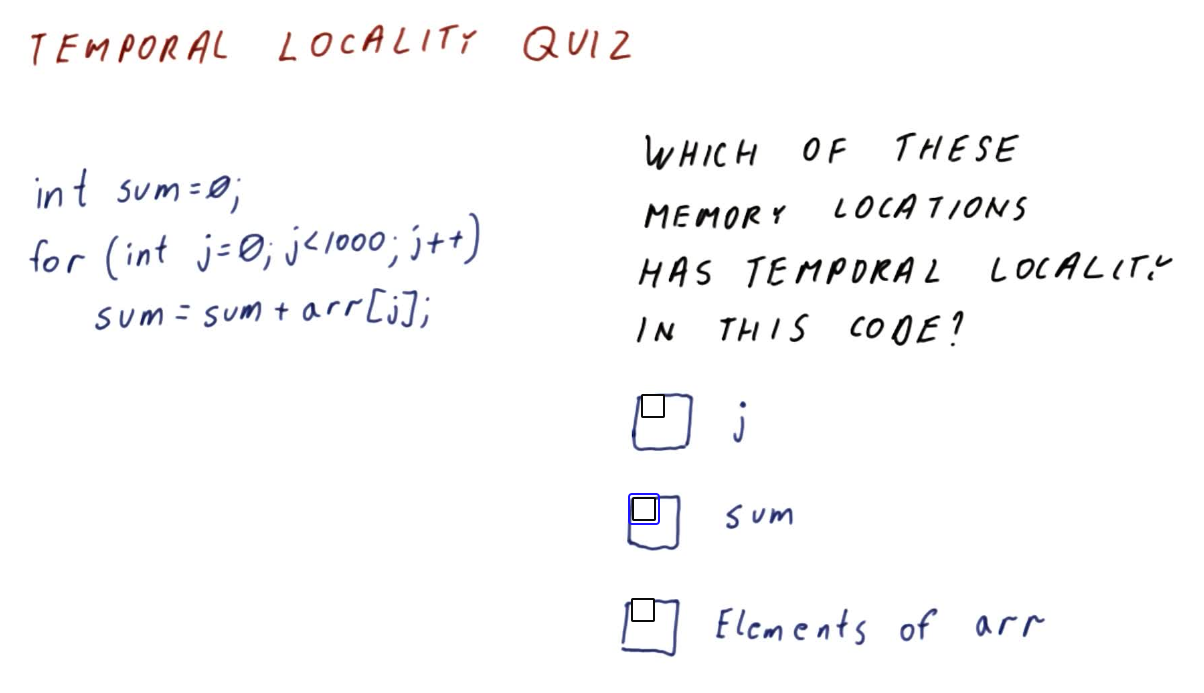 TEMPORAL LOCALITY QUIZ
int sum=0;
for (int j=0; j<1000; j++)
sum = sum + arr[j];
WHICH OF THESE
MEMORY LOCATIONS
HAS TEMPORAL LOCALITY
IN THIS CODE?
j
sum
Elements of arr